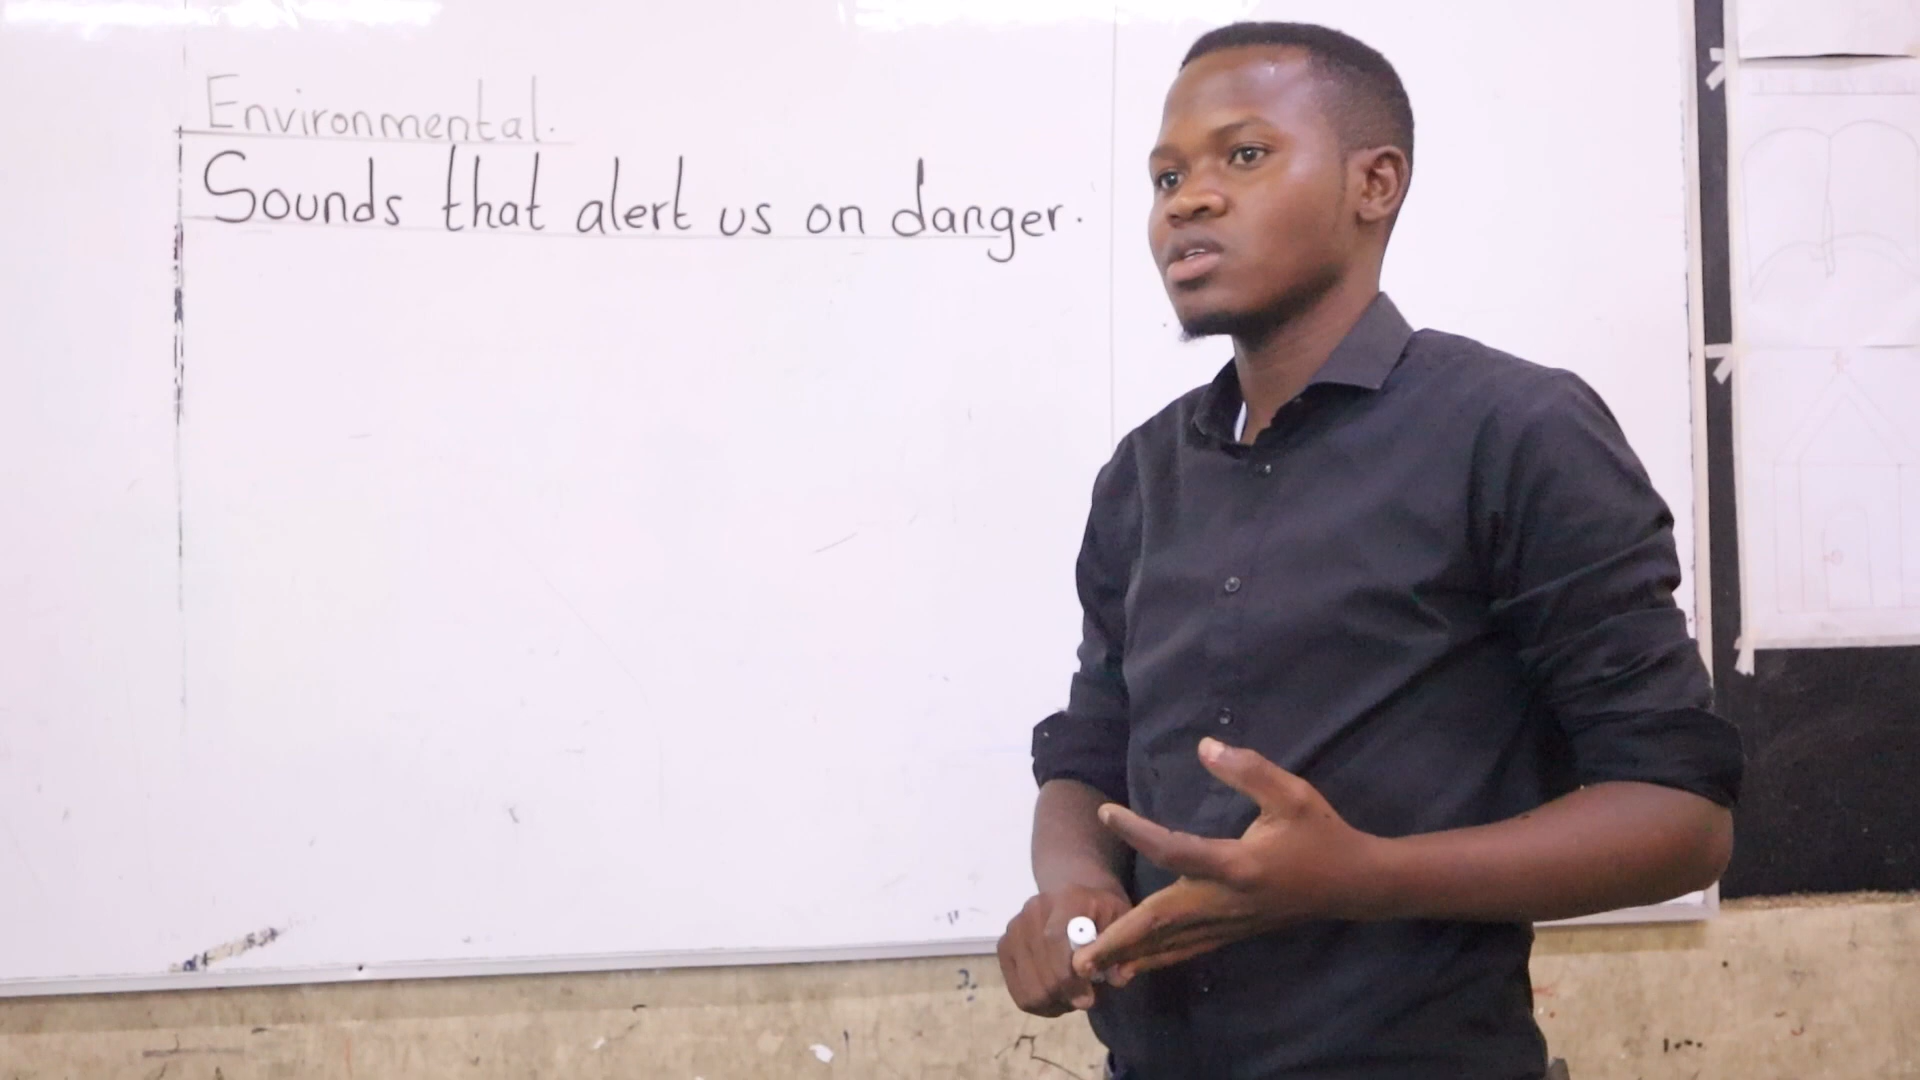 Environmental.
Sounds that alert us on danger.